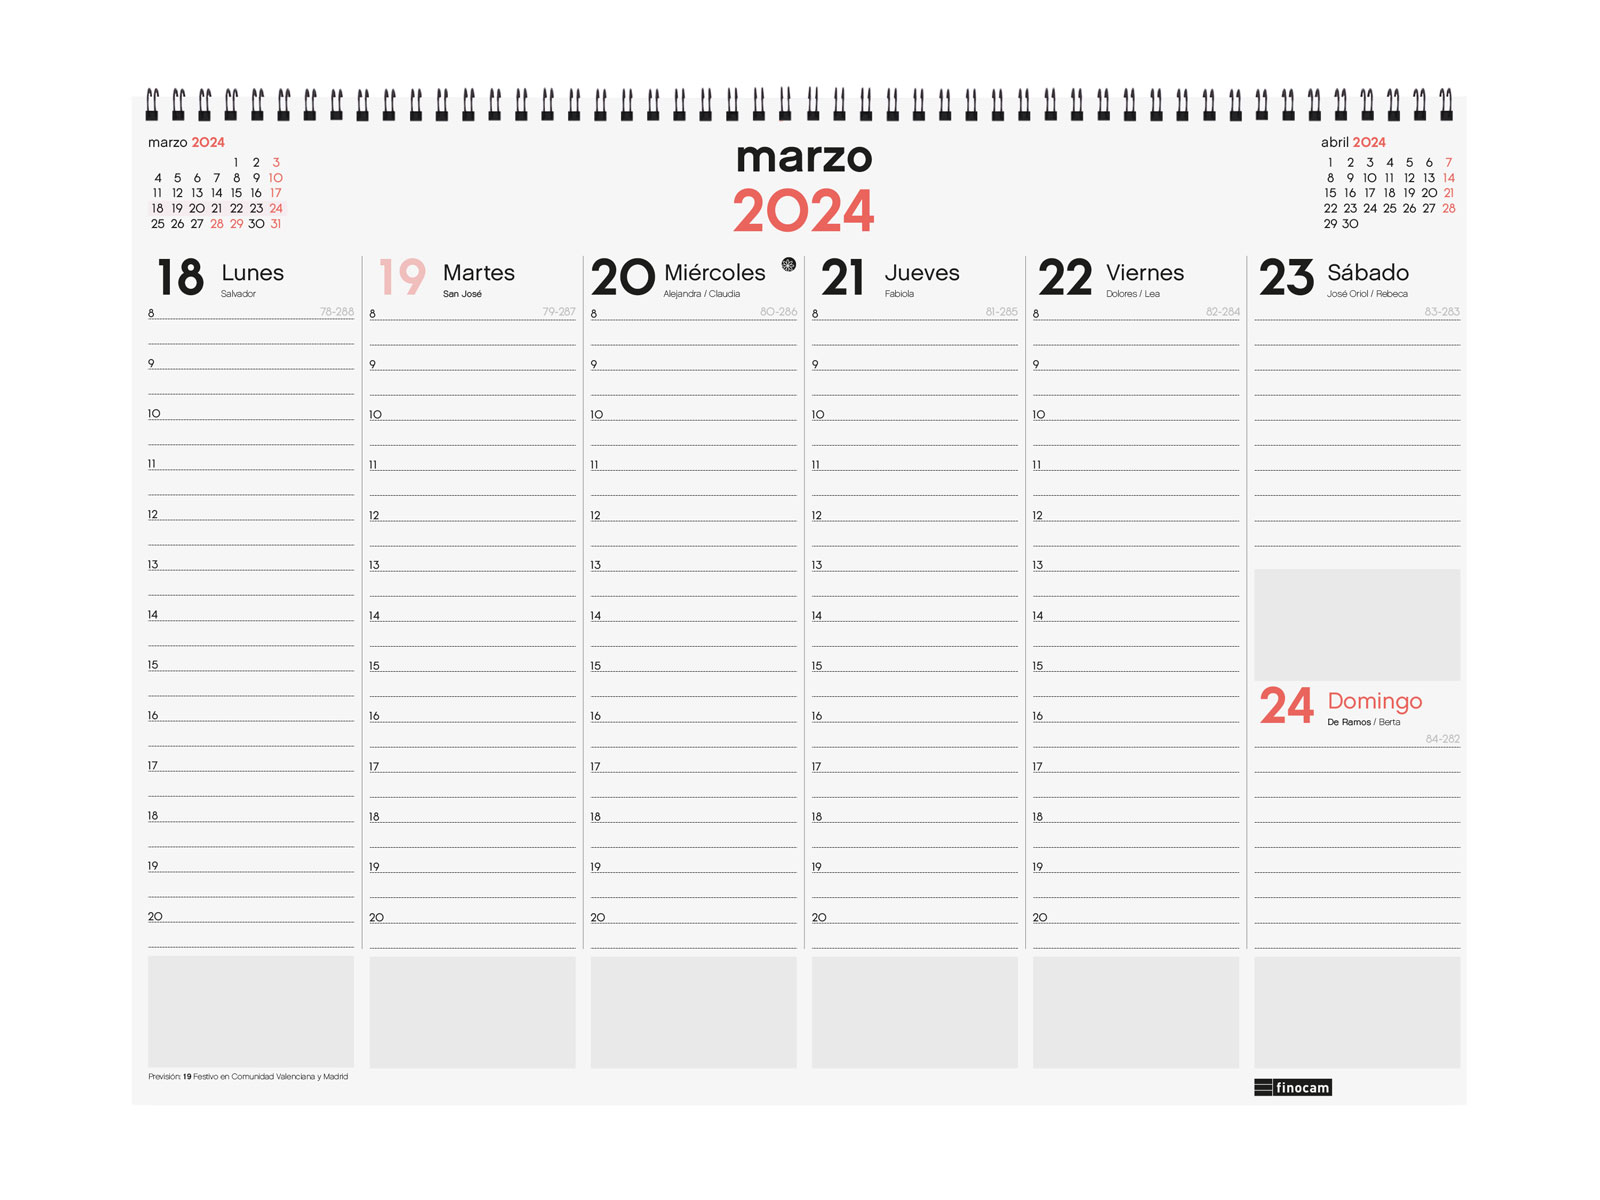 marzo 2024
1 2 3
4 5 6 7 8 9 10
11 12 13 14 15 16 17
18 19 20 21 22 23 24
25 26 27 28 29 30 31
marzo
2024
abril 2024
1 2 3 4 5 6 7
8 9 10 11 12 13 14
15 16 17 18 19 20 21
22 23 24 25 26 27 28
29 30
18 Lunes
Salvador
78-288
8
9
10
11
12
13
14
15
16
17
18
19
20
19 Martes
San José
79-287
8
9
10
11
12
13
14
15
16
17
18
19
20
20 Miércoles
Alejandra / Claudia
80-286
8
9
10
11
12
13
14
15
16
17
18
19
20
21 Jueves
Fabiola
81-285
8
9
10
11
12
13
14
15
16
17
18
19
20
22 Viernes
Dolores / Lea
82-284
8
9
10
11
12
13
14
15
16
17
18
19
20
23 Sábado
José Oriol / Rebeca
83-283
24 Domingo
De Ramos / Berta
84-282
Previsión: 19 Festivo en Comunidad Valenciana y Madrid
finocam